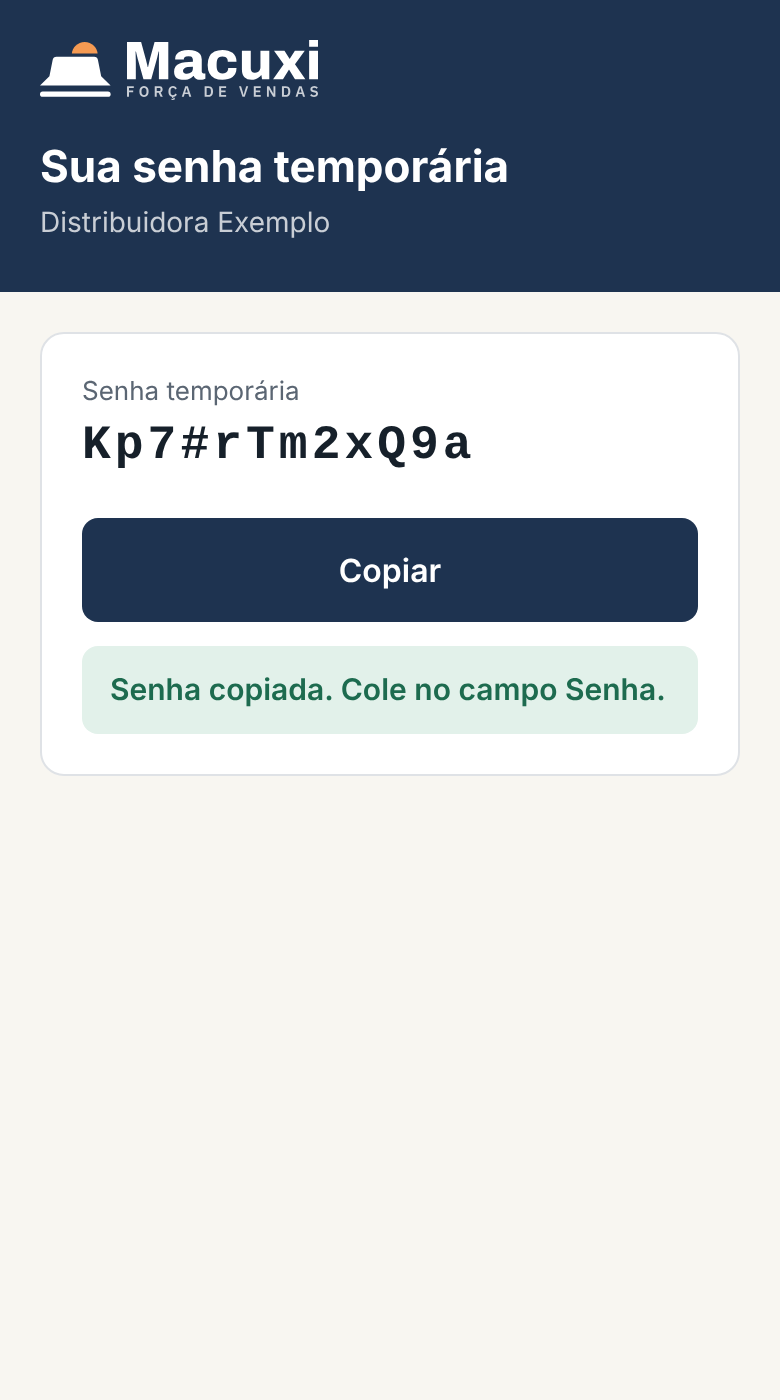 Macuxi
FORÇA DE VENDAS
Sua senha temporária
Distribuidora Exemplo
Senha temporária
Kp7#rTm2xQ9a
Copiar
Senha copiada. Cole no campo Senha.